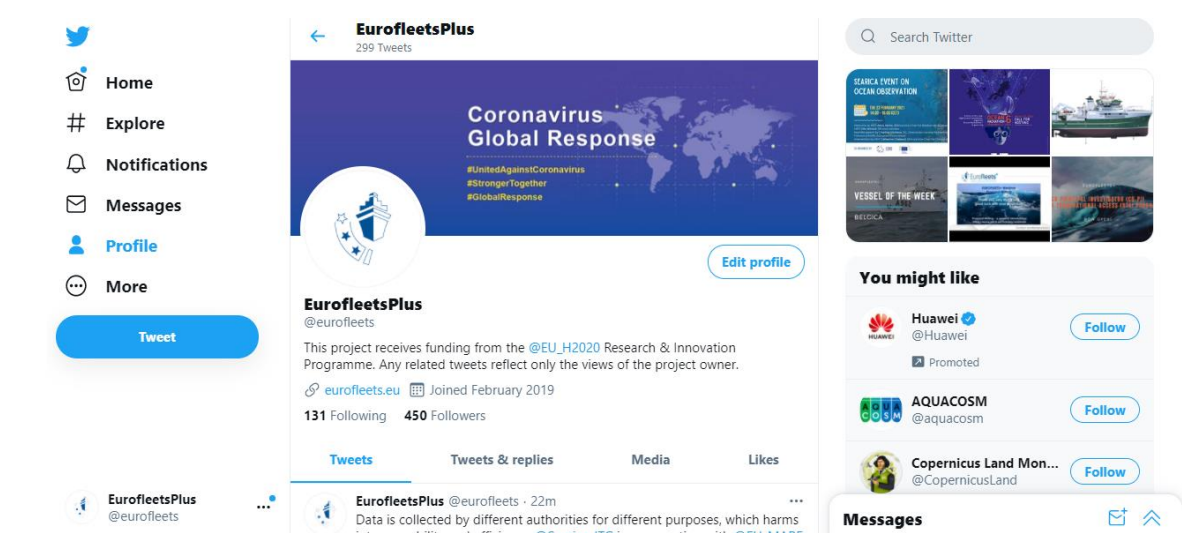 Home
Explore
Notifications
Messages
Profile
More
Tweet
EurofleetsPlus
@eurofleets
EurofleetsPlus
299 Tweets
Coronavirus
Global Response
#UnitedAgainstCoronavirus
#StrongerTogether
#GlobalResponse
Edit profile
EurofleetsPlus
@eurofleets
This project receives funding from the @EU_H2020 Research & Innovation
Programme. Any related tweets reflect only the views of the project owner.
eurofleets.eu Joined February 2019
131 Following 450 Followers
Tweets Tweets & replies Media Likes
EurofleetsPlus @eurofleets · 22m
Data is collected by different authorities for different purposes, which harms
Search Twitter
SEARICA EVENT ON
OCEAN OBSERVATION
VESSEL OF THE WEEK
BELGICA
Eurofleets
You might like
Huawei
@Huawei
HUAWEI
Follow
Promoted
AQUA
COSM
AQUACOSM
@aquacosm
Follow
Copernicus Land Mon...
@CopernicusLand
Follow
Messages